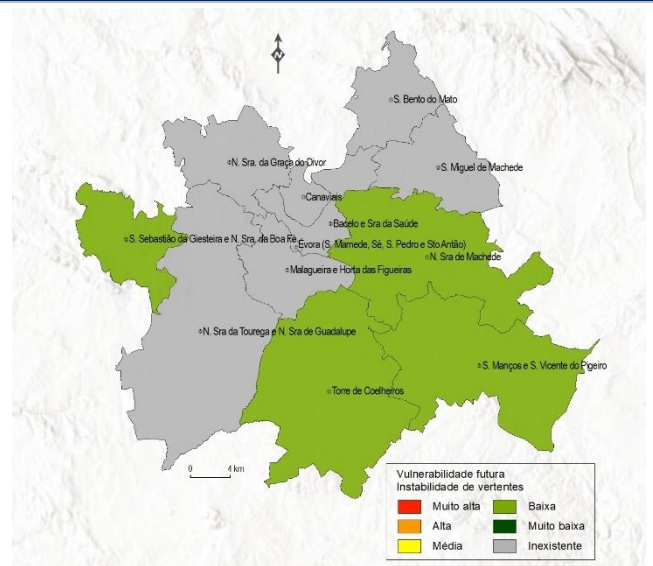 N
S. Bento do Mato
N. Sra. da Graça do Divor
S. Miguel de Machede
Canaviais
Bacelo e Sra da Saúde
S. Sebastião da Giesteira e N. Sra. da Boa Fé
Évora (S. Mamede, Sé, S. Pedro e Sto Antão)
N. Sra de Machede
Malagueira e Horta das Figueiras
N. Sra da Tourega e N. Sra de Guadalupe
S. Manços e S. Vicente do Pigeiro
Torre de Coelheiros
0 4 km
Vulnerabilidade futura
Instabilidade de vertentes
Muito alta Baixa
Alta Muito baixa
Média Inexistente